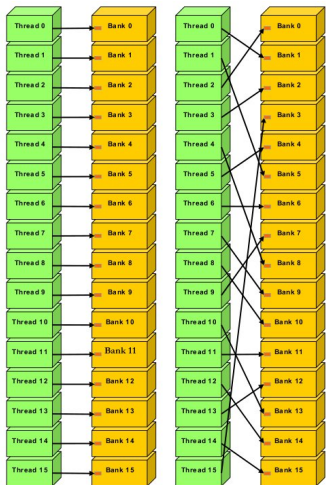 Thread 0 Bank 0 Thread 0 Bank 0
Thread 1 Bank 1 Thread 1 Bank 1
Thread 2 Bank 2 Thread 2 Bank 2
Thread 3 Bank 3 Thread 3 Bank 3
Thread 4 Bank 4 Thread 4 Bank 4
Thread 5 Bank 5 Thread 5 Bank 5
Thread 6 Bank 6 Thread 6 Bank 6
Thread 7 Bank 7 Thread 7 Bank 7
Thread 8 Bank 8 Thread 8 Bank 8
Thread 9 Bank 9 Thread 9 Bank 9
Thread 10 Bank 10 Thread 10 Bank 10
Thread 11 Bank 11 Thread 11 Bank 11
Thread 12 Bank 12 Thread 12 Bank 12
Thread 13 Bank 13 Thread 13 Bank 13
Thread 14 Bank 14 Thread 14 Bank 14
Thread 15 Bank 15 Thread 15 Bank 15